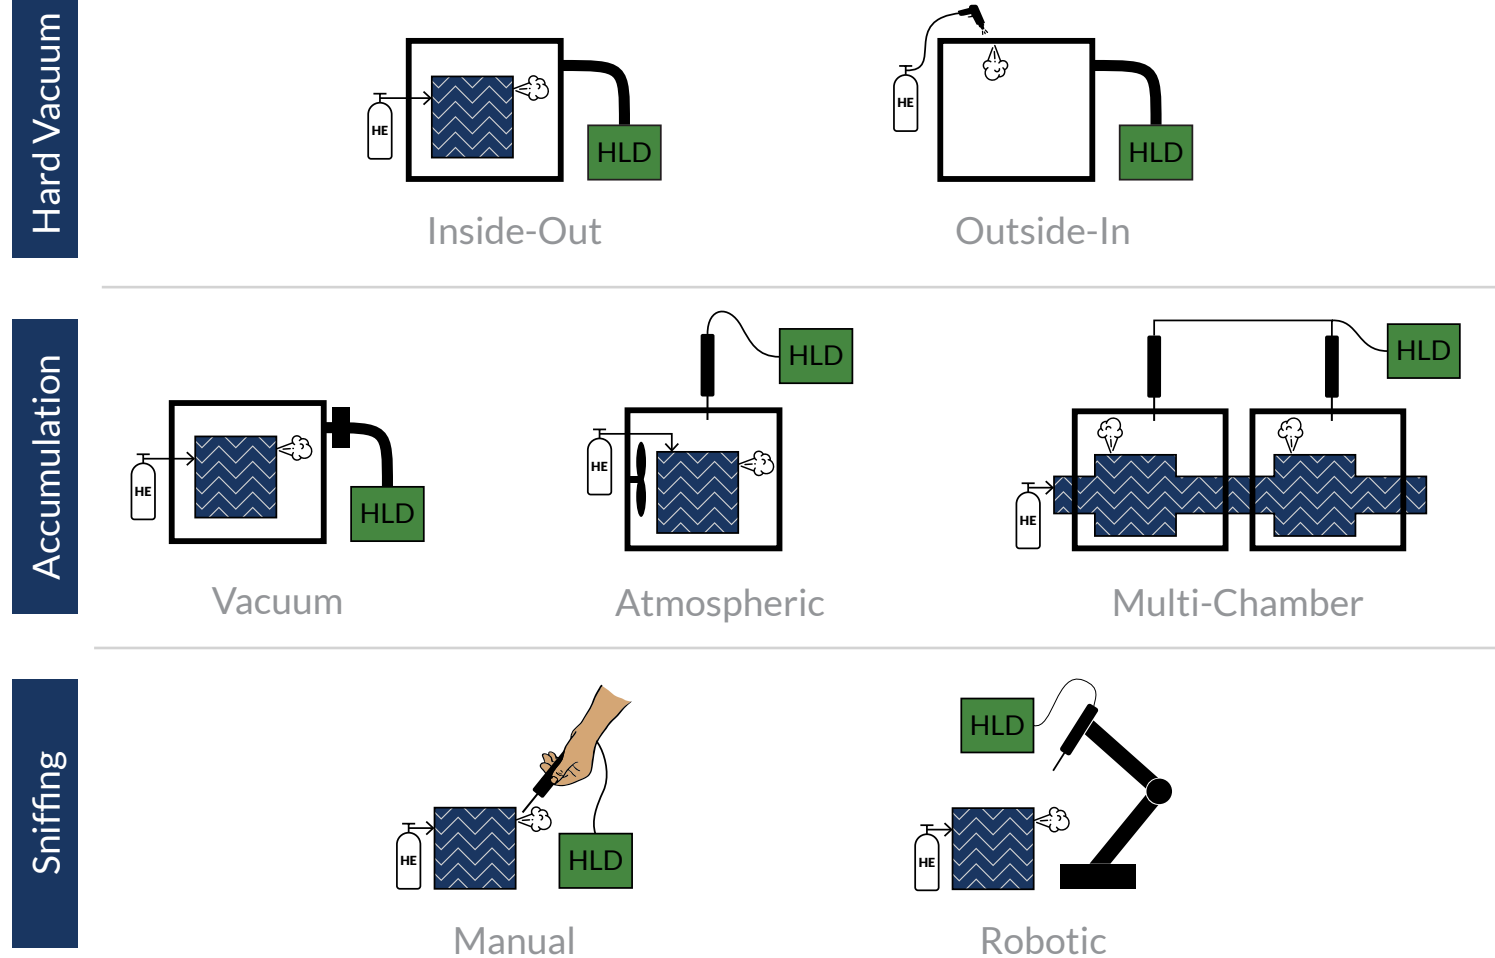 Hard Vacuum
HE
HLD
Inside-Out
HE
HLD
Outside-In
Accumulation
HE
HLD
Vacuum
HE
HLD
Atmospheric
HE
HLD
Multi-Chamber
Sniffing
HE
HLD
Manual
HE
HLD
Robotic